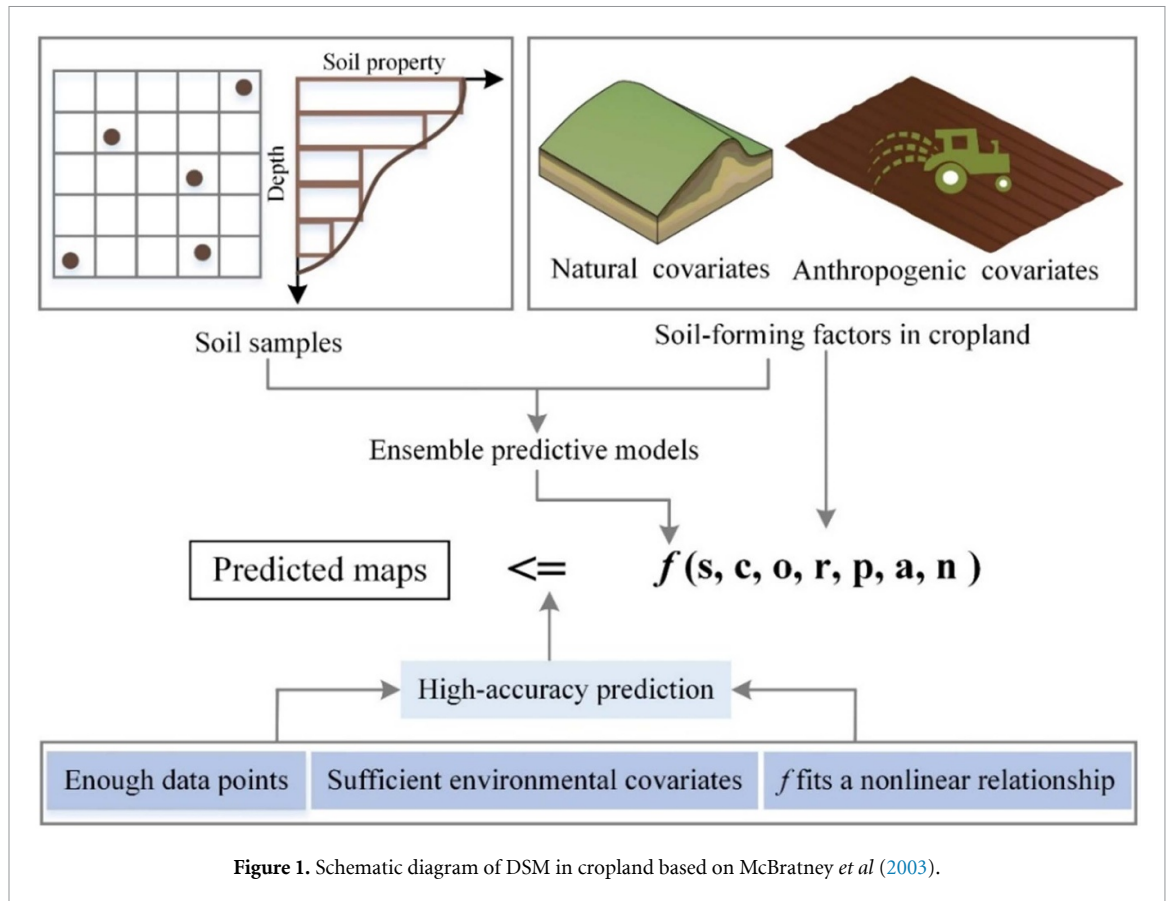 Soil property
Depth
Natural covariates
Anthropogenic covariates
Soil samples
Soil-forming factors in cropland
Ensemble predictive models
Predicted maps
<=
f (s, c, o, r, p, a, n )
High-accuracy prediction
Enough data points
Sufficient environmental covariates
f fits a nonlinear relationship
Figure 1. Schematic diagram of DSM in cropland based on McBratney et al (2003).